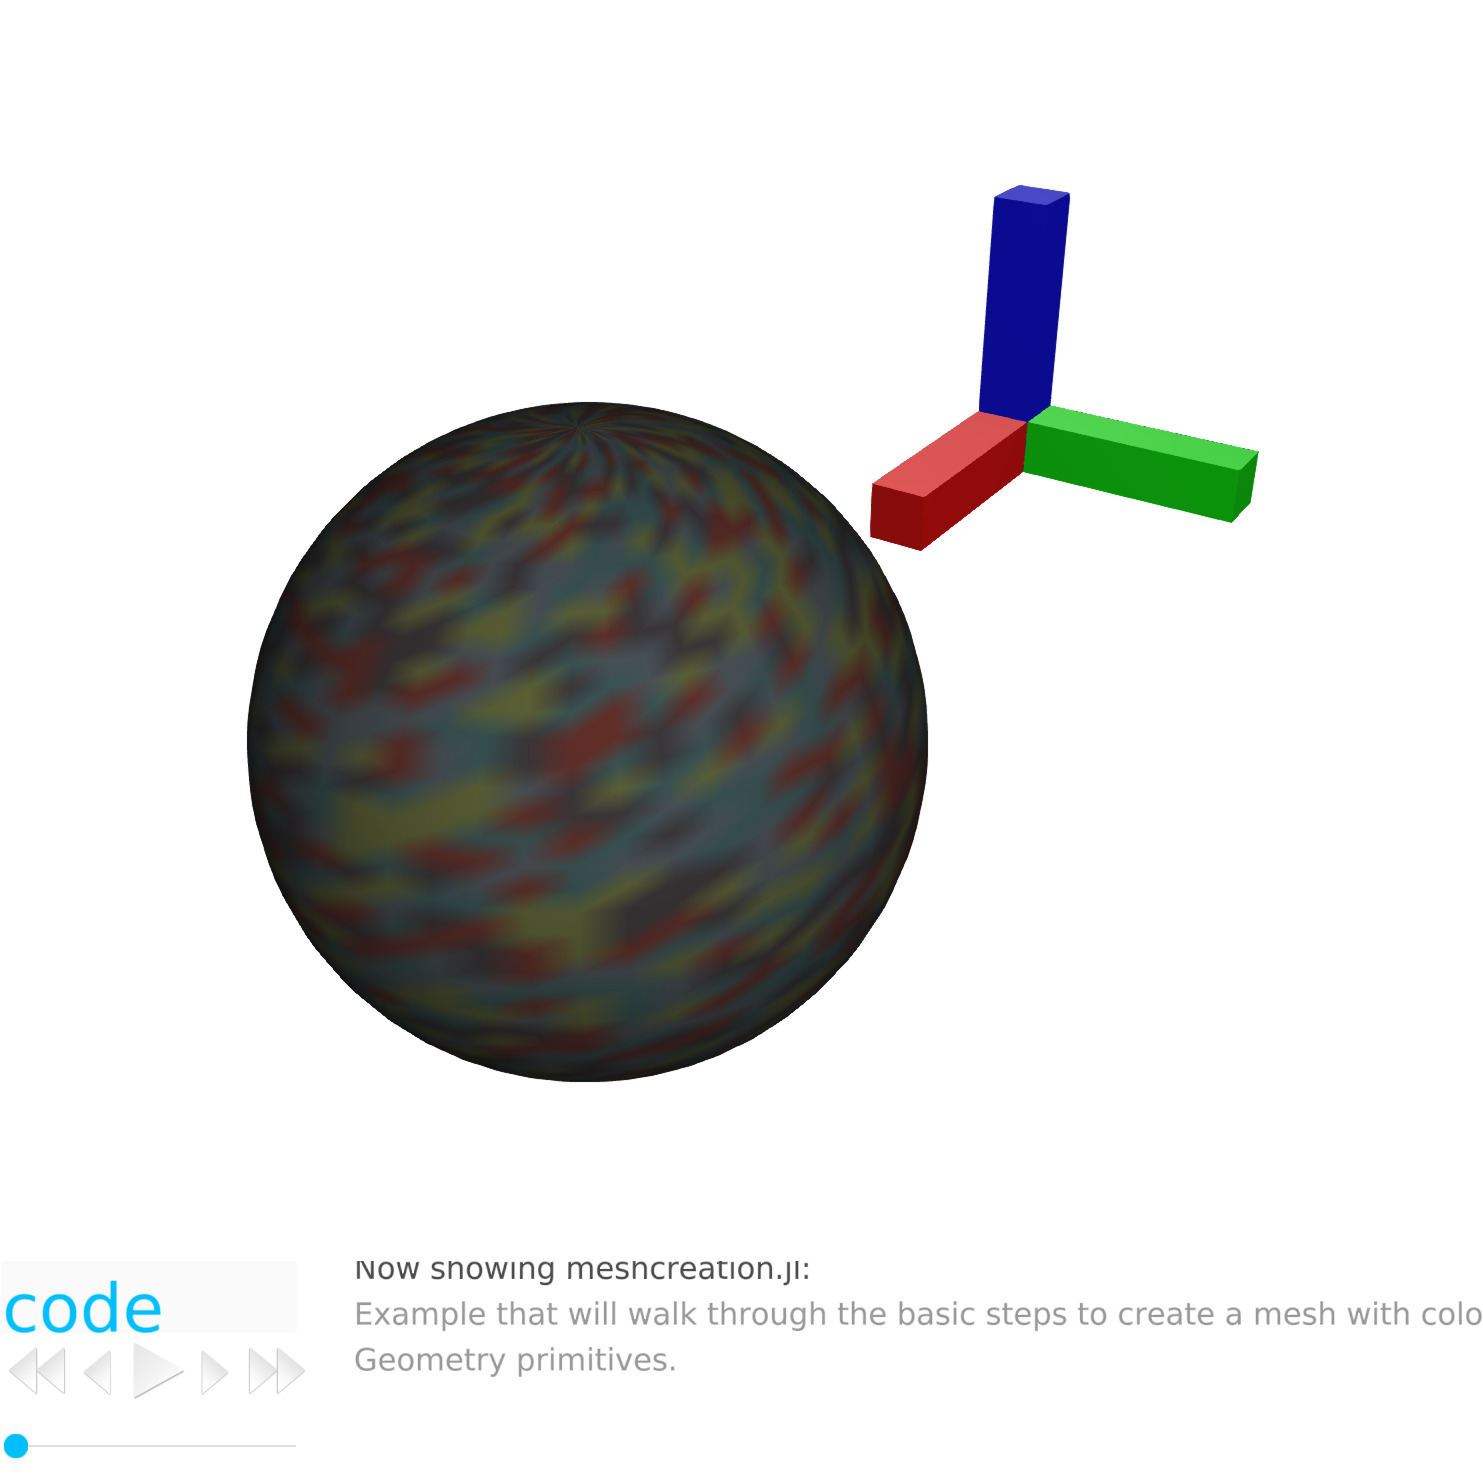 Now showing meshcreation.jl:
Example that will walk through the basic steps to create a mesh with colo
Geometry primitives.
code